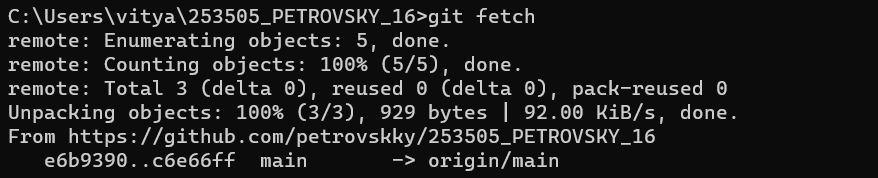 C:\Users\vitya\253505_PETROVSKY_16>git fetch
remote: Enumerating objects: 5, done.
remote: Counting objects: 100% (5/5), done.
remote: Total 3 (delta 0), reused 0 (delta 0), pack-reused 0
Unpacking objects: 100% (3/3), 929 bytes | 92.00 KiB/s, done.
From https://github.com/petrovskky/253505_PETROVSKY_16
   e6b9390..c6e66ff  main       -> origin/main